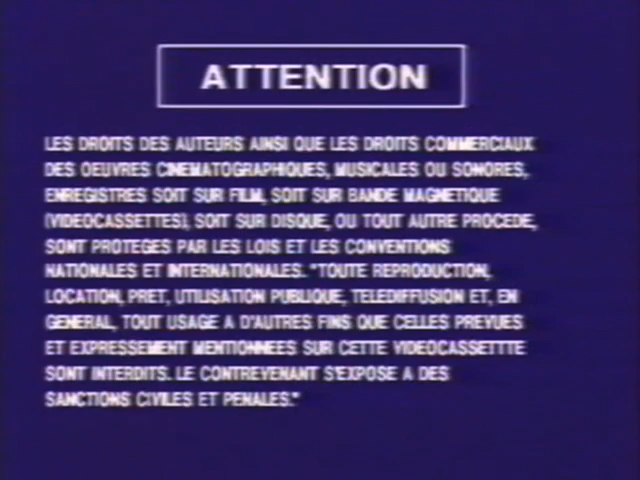 ATTENTION
LES DROITS DES AUTEURS AINSI QUE LES DROITS COMMERCIAUX
DES OEUVRES CINEMATOGRAPHIQUES, MUSICALES OU SONORES,
ENREGISTRES SOIT SUR FILM, SOIT SUR BANDE MAGNETIQUE
(VIDEOCASSETTES), SOIT SUR DISQUE, OU TOUT AUTRE PROCEDE,
SONT PROTEGES PAR LES LOIS ET LES CONVENTIONS
NATIONALES ET INTERNATIONALES. "TOUTE REPRODUCTION,
LOCATION, PRET, UTILISATION PUBLIQUE, TELEDIFFUSION ET, EN
GENERAL, TOUT USAGE A D'AUTRES FINS QUE CELLES PREVUES
ET EXPRESSEMENT MENTIONNEES SUR CETTE VIDEOCASSETTTE
SONT INTERDITS. LE CONTREVENANT S'EXPOSE A DES
SANCTIONS CIVILES ET PENALES."